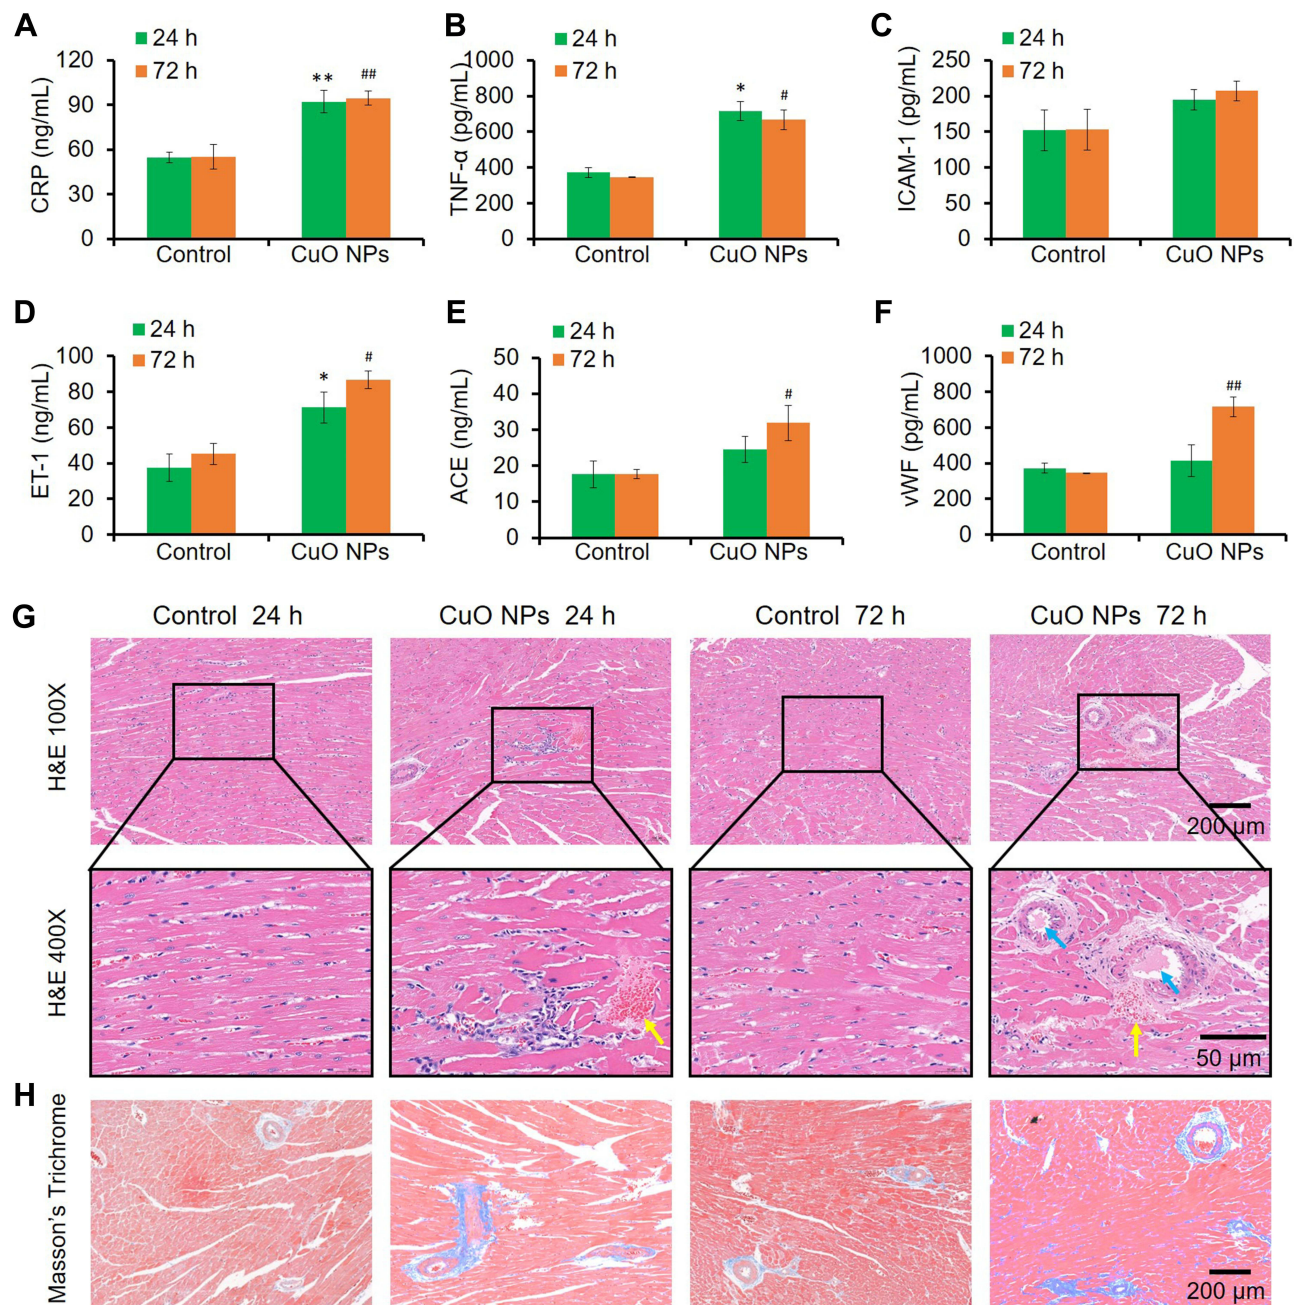 A
24 h
72 h
CRP (ng/mL)
120
90
60
30
0
**
##
Control
CuO NPs
B
24 h
72 h
TNF-α (pg/mL)
1000
800
600
400
200
0
*
#
Control
CuO NPs
C
24 h
72 h
ICAM-1 (pg/mL)
250
200
150
100
50
0
Control
CuO NPs
D
24 h
72 h
ET-1 (ng/mL)
100
80
60
40
20
0
*
#
Control
CuO NPs
E
24 h
72 h
ACE (ng/mL)
50
40
30
20
10
0
#
Control
CuO NPs
F
24 h
72 h
vWF (pg/mL)
1000
800
600
400
200
0
##
Control
CuO NPs
G
Control 24 h
CuO NPs 24 h
Control 72 h
CuO NPs 72 h
H&E 100X
200 µm
H&E 400X
50 µm
H
Masson's Trichrome
200 µm